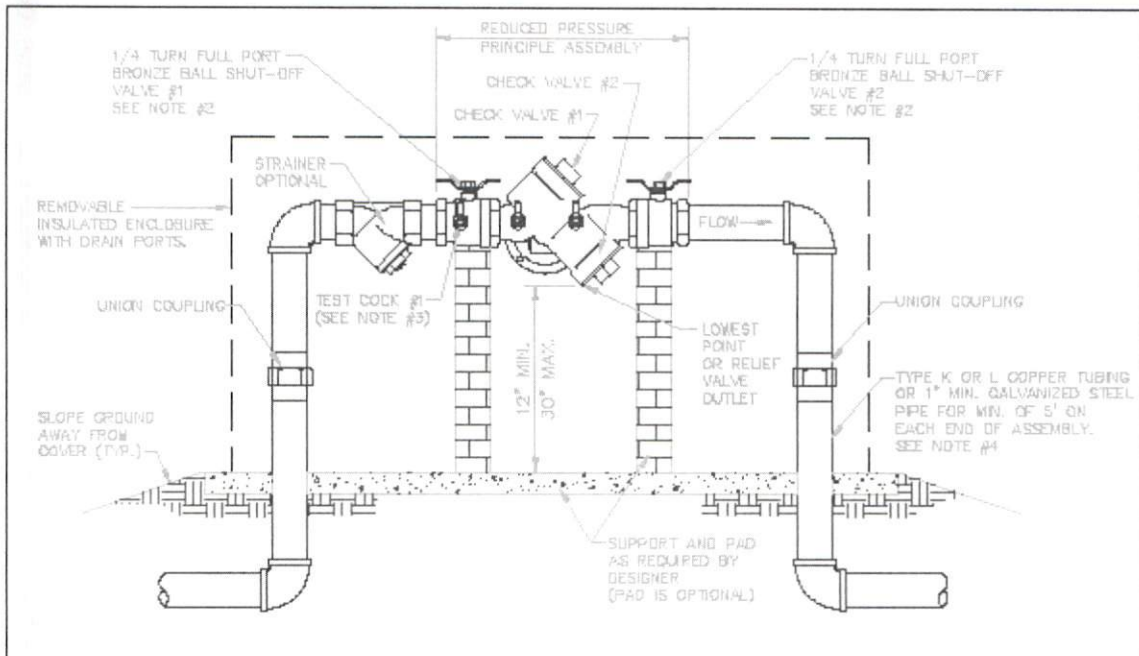 REDUCED PRESSURE
PRINCIPLE ASSEMBLY
1/4 TURN FULL PORT
BRONZE BALL SHUT-OFF
VALVE #1
SEE NOTE #2
CHECK VALVE #2
CHECK VALVE #1
1/4 TURN FULL PORT
BRONZE BALL SHUT-OFF
VALVE #2
SEE NOTE #2
STRAINER
OPTIONAL
REMOVABLE
INSULATED ENCLOSURE
WITH DRAIN PORTS.
FLOW
UNION COUPLING
TEST COCK #1
(SEE NOTE #3)
12" MIN.
30" MAX.
LOWEST
POINT
OR RELIEF
VALVE
OUTLET
UNION COUPLING
TYPE K OR L COPPER TUBING
OR 1" MIN. GALVANIZED STEEL
PIPE FOR MIN. OF 5' ON
EACH END OF ASSEMBLY.
SEE NOTE #4
SLOPE GROUND
AWAY FROM
COVER (TYP.)
SUPPORT AND PAD
AS REQUIRED BY
DESIGNER
(PAD IS OPTIONAL)